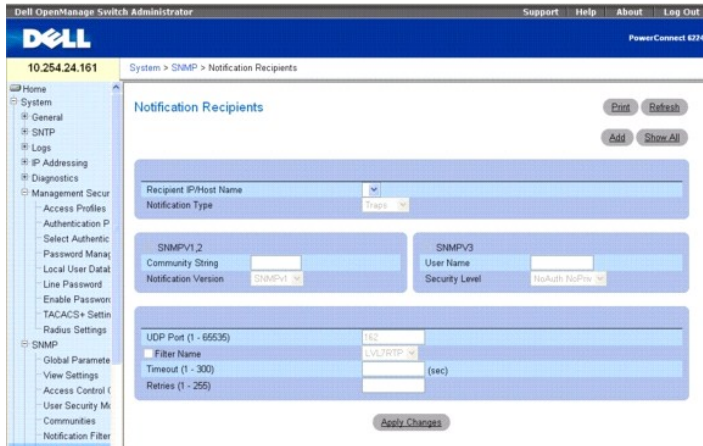 Dell OpenManage Switch Administrator
Support Help About Log Out
DELL
PowerConnect 6224
10.254.24.161
System > SNMP > Notification Recipients
Home
System
General
SNTP
Logs
IP Addressing
Diagnostics
Management Secur
Access Profiles
Authentication P
Select Authentic
Password Manag
Local User Datab
Line Password
Enable Passwor
TACACS+ Settin
Radius Settings
SNMP
Global Paramete
View Settings
Access Control
User Security Mo
Communities
Notification Filter
Notification Recipients
Print Refresh
Add Show All
Recipient IP/Host Name
Notification Type Traps
SNMPV1,2
Community String
Notification Version SNMPv1
SNMPV3
User Name
Security Level NoAuth NoPriv
UDP Port (1 - 65535) 162
Filter Name LVL7RTP
Timeout (1 - 300) (sec)
Retries (1 - 255)
Apply Changes